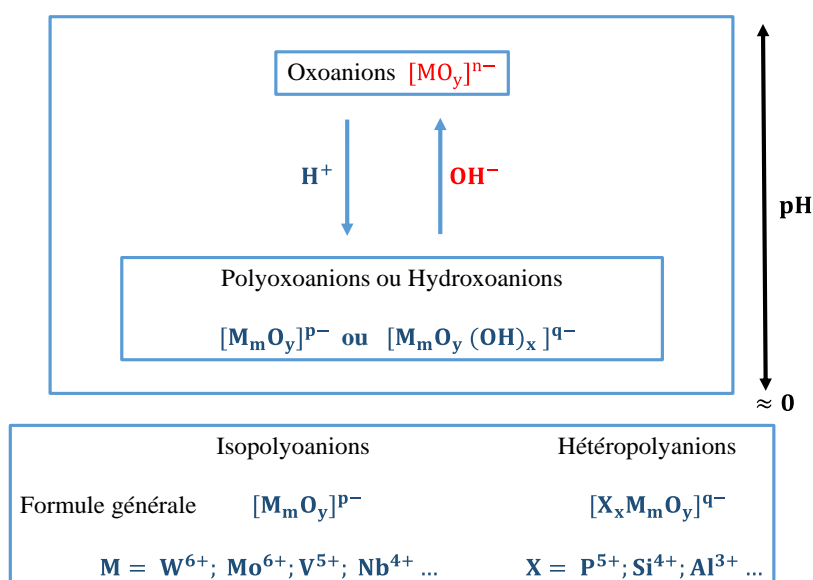 Oxoanions [MO_y]^{n−}
H^+ OH^−
pH
Polyoxoanions ou Hydroxoanions
[M_mO_y]^{p−} ou [M_mO_y (OH)_x ]^{q−}
≈ 0
Isopolyoanions Hétéropolyanions
Formule générale [M_mO_y]^{p−} [X_xM_mO_y]^{q−}
M = W^{6+}; Mo^{6+}; V^{5+}; Nb^{4+} ... X = P^{5+}; Si^{4+}; Al^{3+} ...